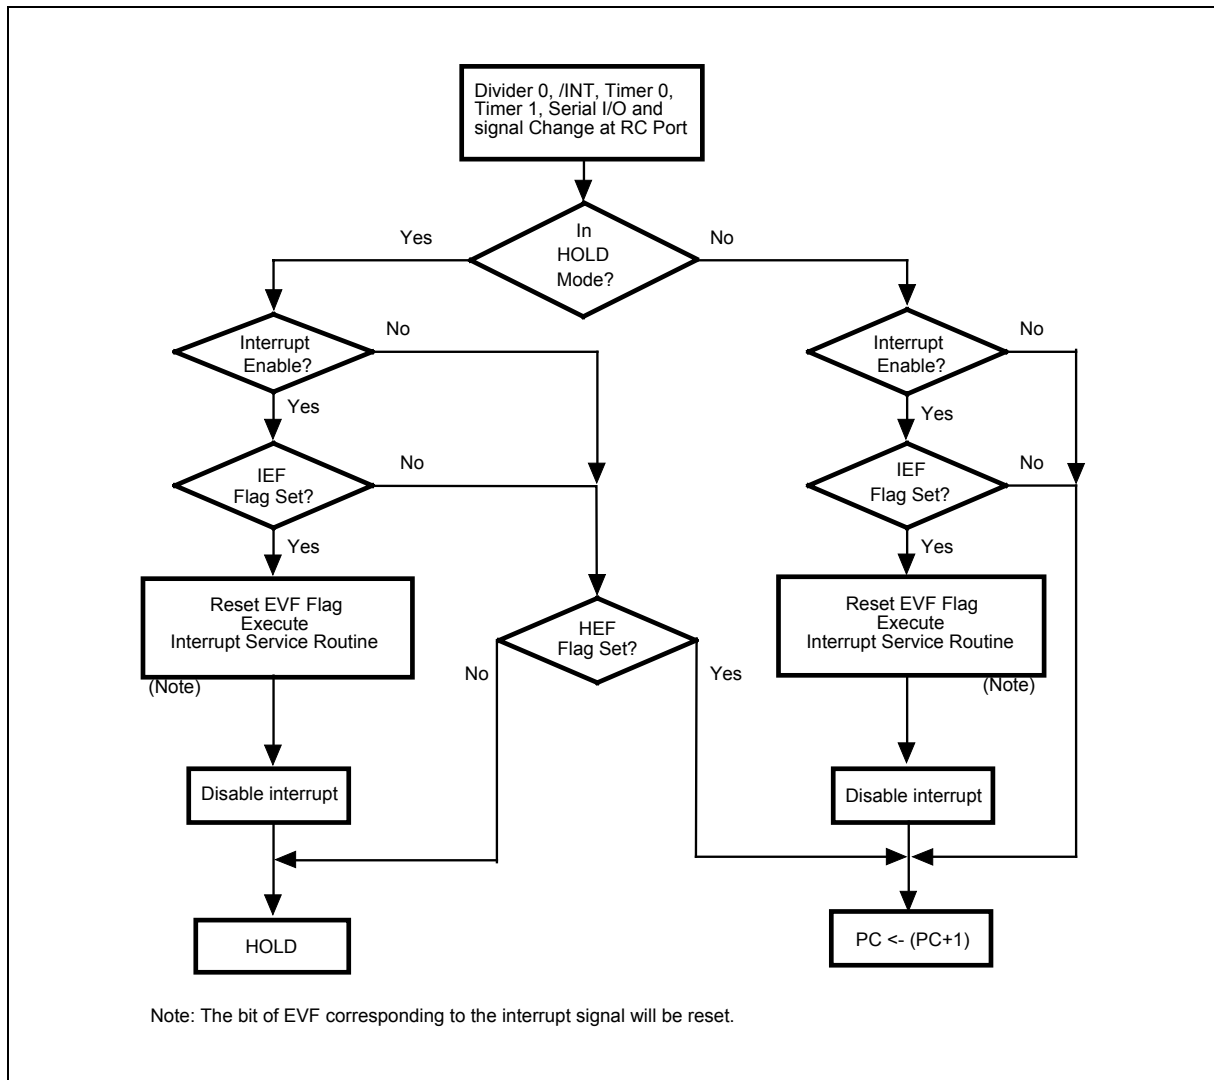 Divider 0, /INT, Timer 0,
Timer 1, Serial I/O and
signal Change at RC Port
In
HOLD
Mode?
Yes
No
Interrupt
Enable?
No
Yes
Interrupt
Enable?
No
Yes
IEF
Flag Set?
No
Yes
IEF
Flag Set?
No
Yes
Reset EVF Flag
Execute
Interrupt Service Routine
(Note)
HEF
Flag Set?
No
Yes
Reset EVF Flag
Execute
Interrupt Service Routine
(Note)
Disable interrupt
Disable interrupt
HOLD
PC <- (PC+1)
Note: The bit of EVF corresponding to the interrupt signal will be reset.